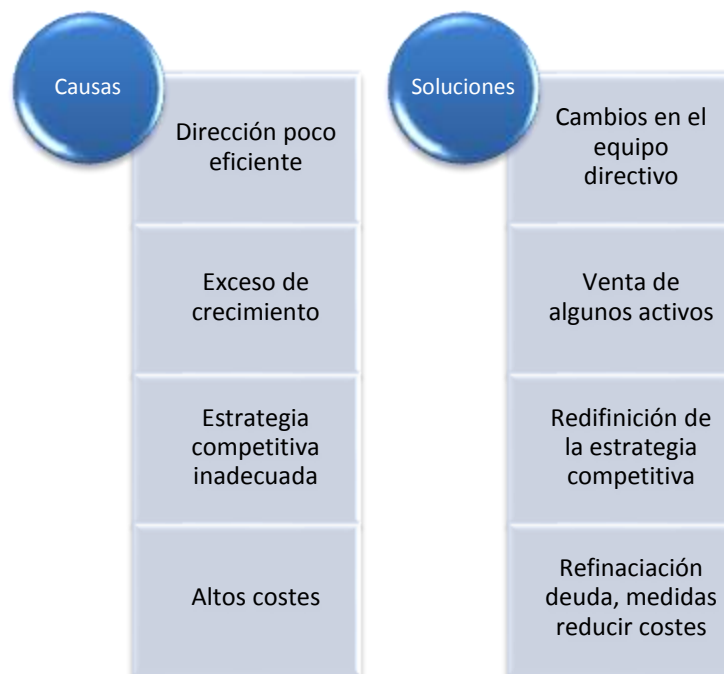 Causas
Dirección poco
eficiente
Exceso de
crecimiento
Estrategia
competitiva
inadecuada
Altos costes
Soluciones
Cambios en el
equipo
directivo
Venta de
algunos activos
Redifinición de
la estrategia
competitiva
Refinaciación
deuda, medidas
reducir costes